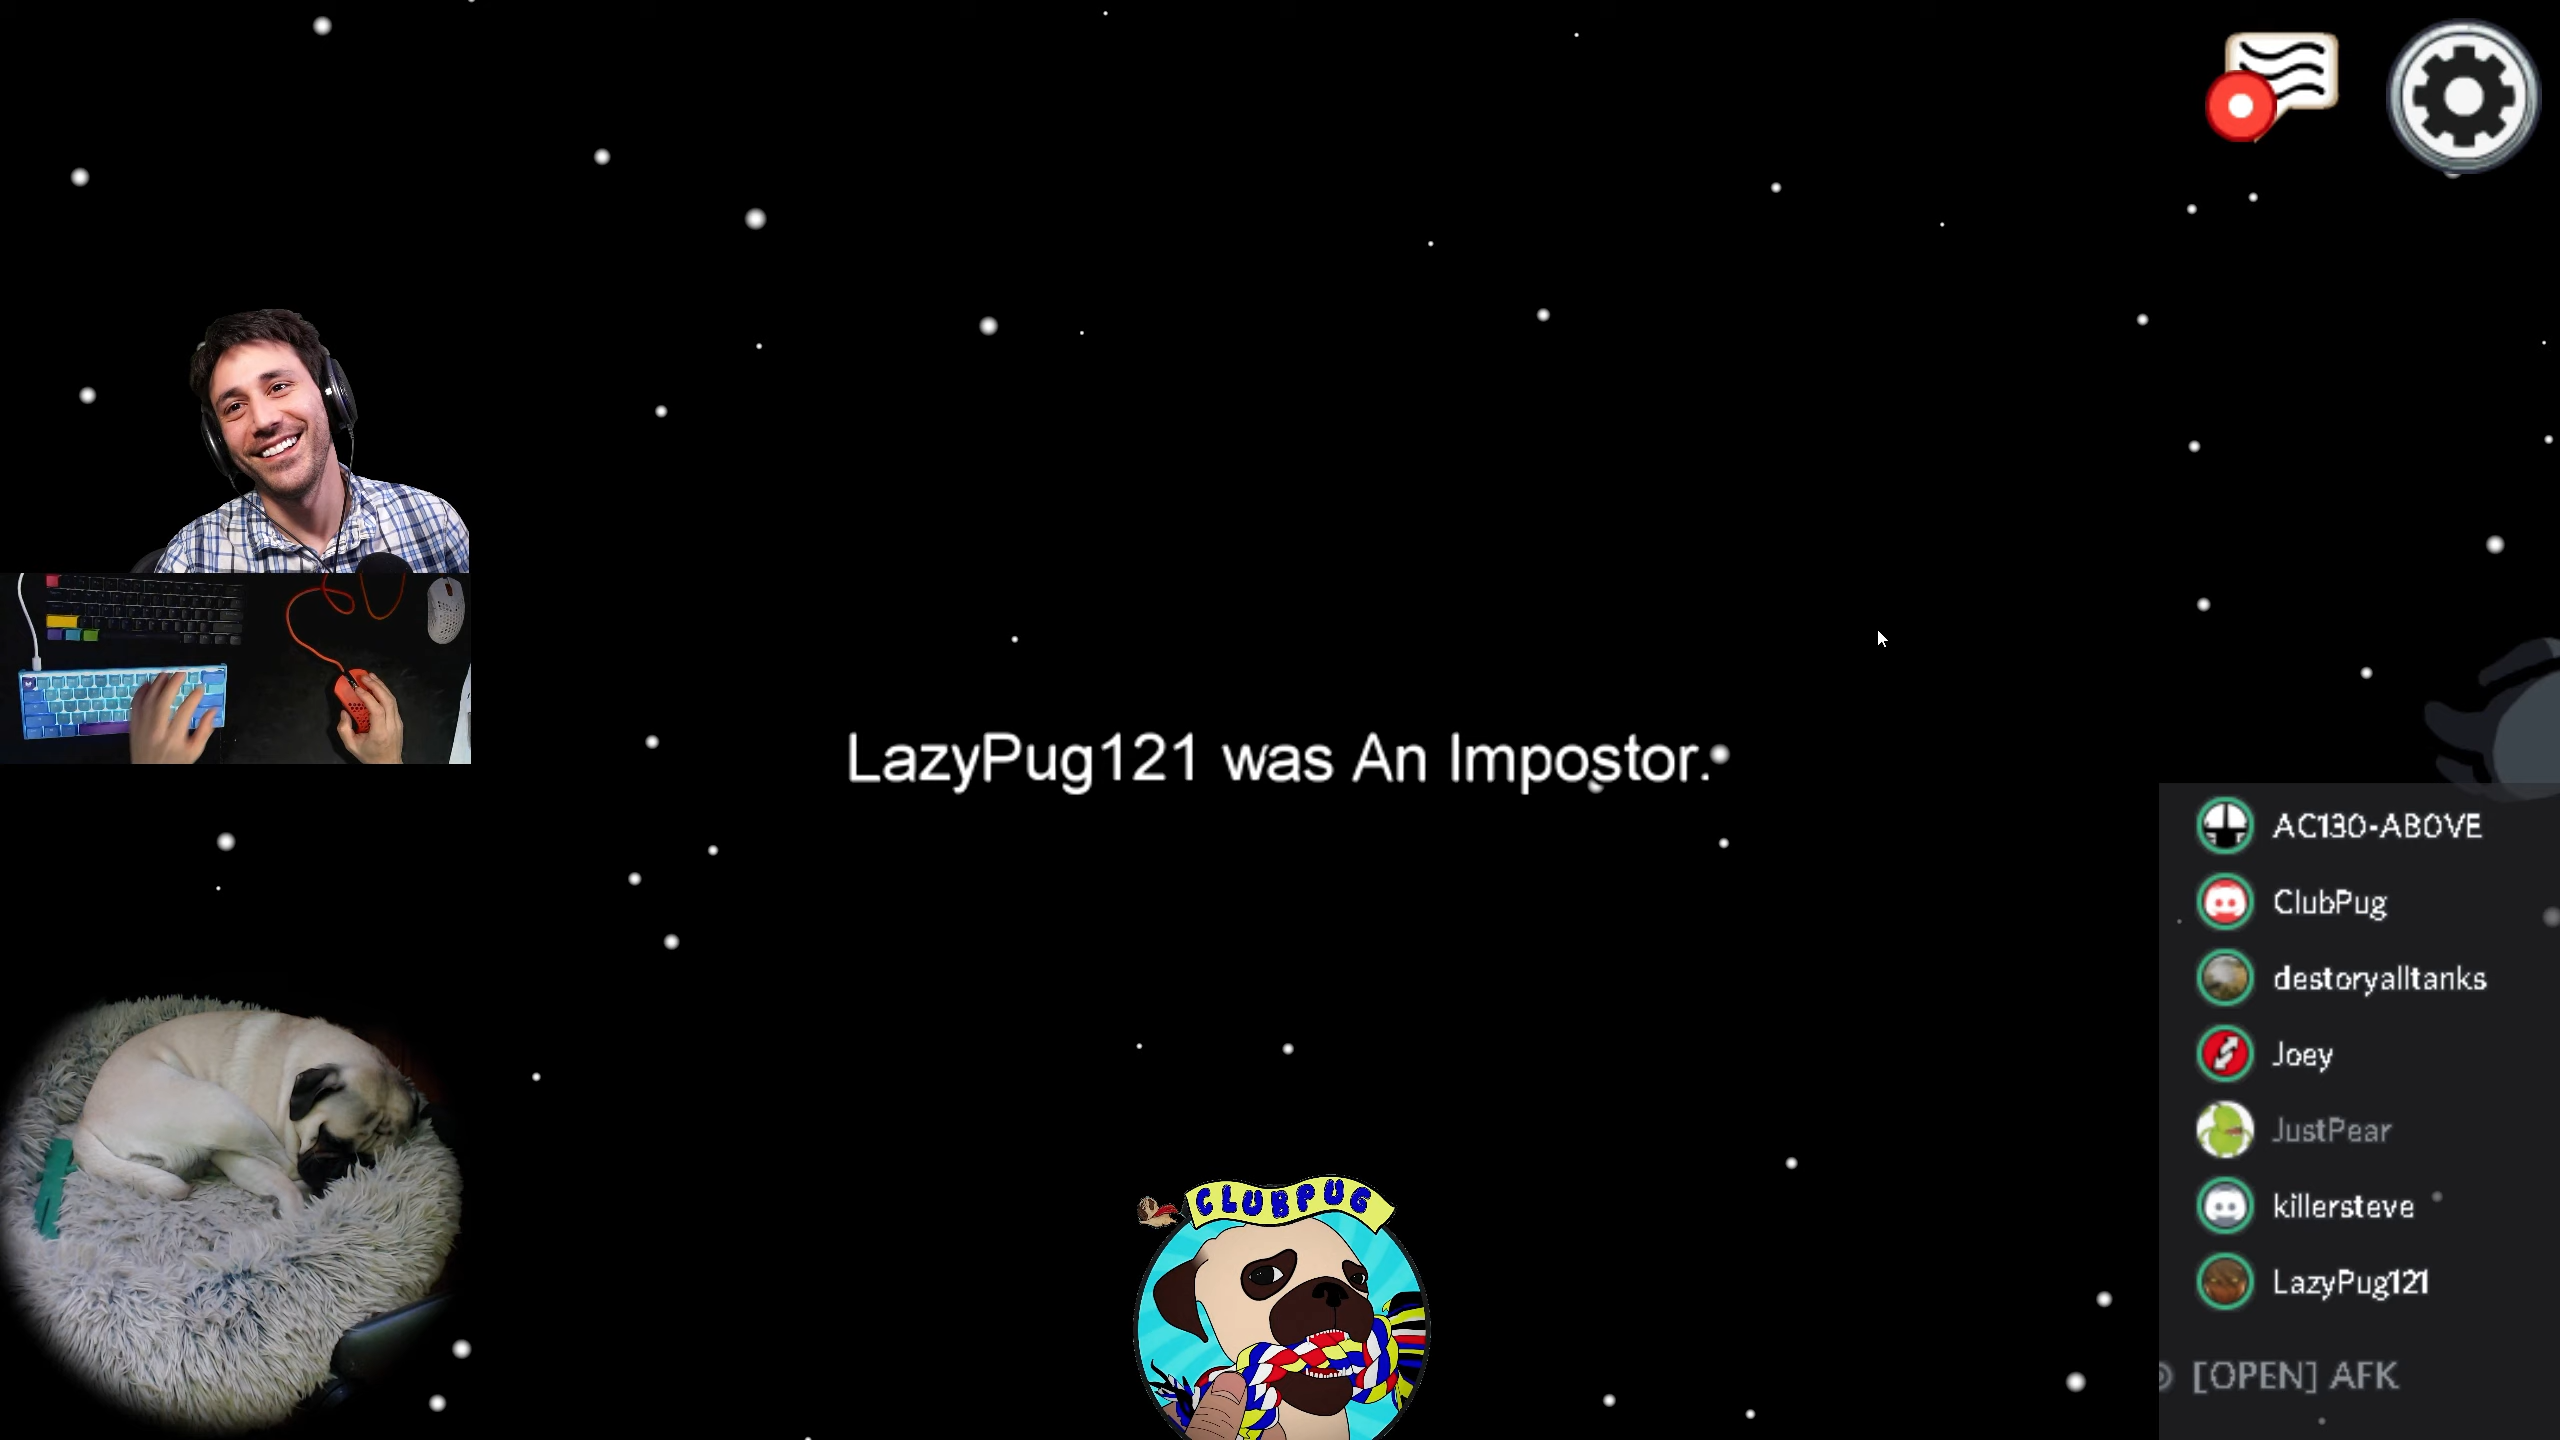 LazyPug121 was An Impostor.
AC130-ABOVE
ClubPug
destoryalltanks
Joey
JustPear
killersteve
LazyPug121
[OPEN] AFK
CLUBPUG